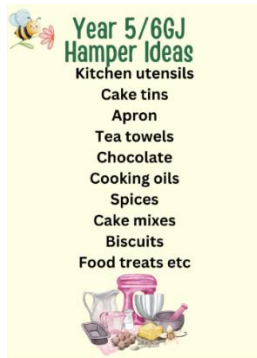 Year 5/6GJ
Hamper Ideas
Kitchen utensils
Cake tins
Apron
Tea towels
Chocolate
Cooking oils
Spices
Cake mixes
Biscuits
Food treats etc